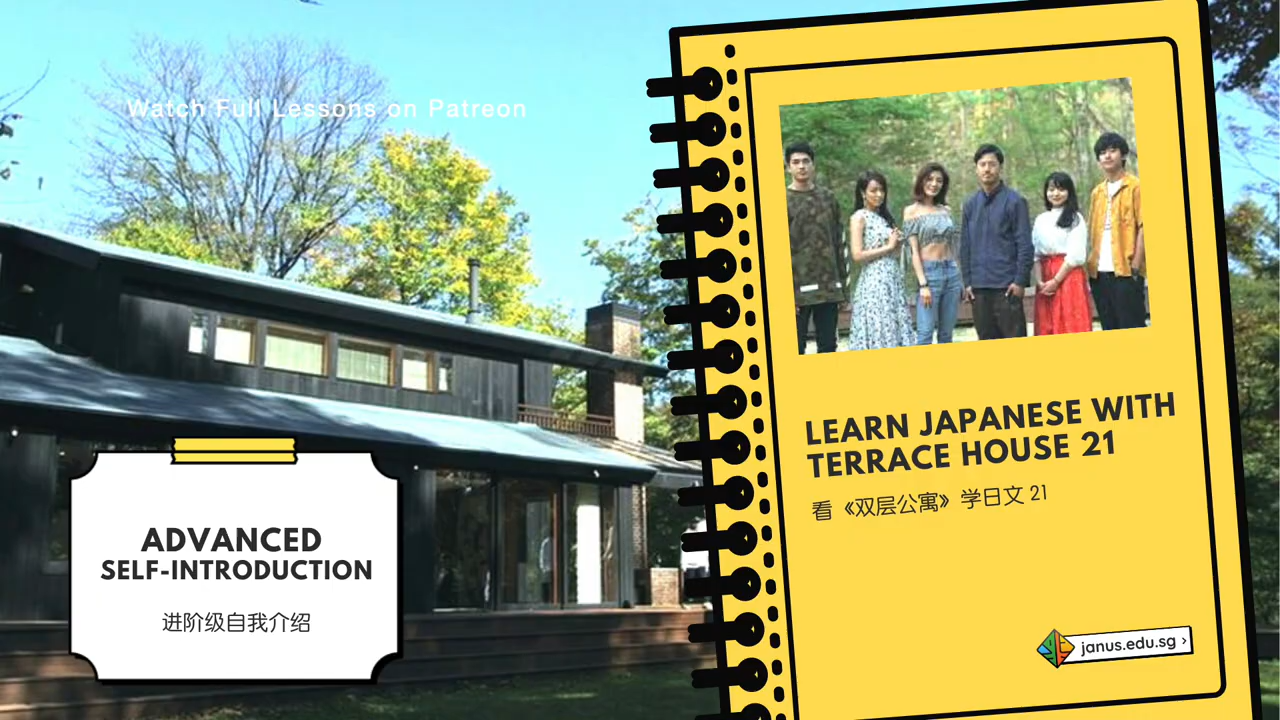 Watch Full Lessons on Patreon
LEARN JAPANESE WITH
TERRACE HOUSE 21
看《双层公寓》学日文 21
ADVANCED
SELF-INTRODUCTION
进阶级自我介绍
janus.edu.sg ›